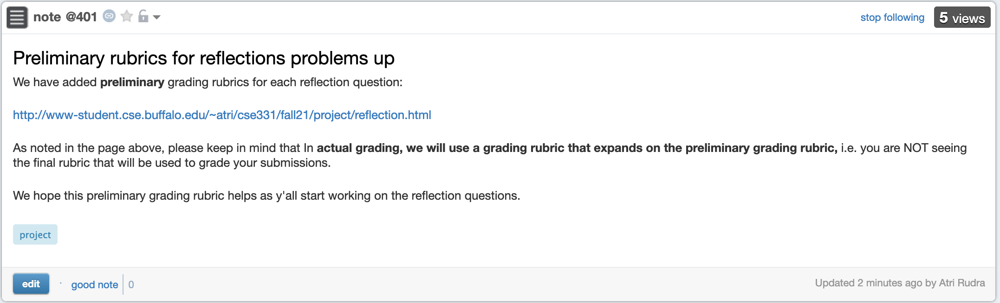 note @401
stop following
5 views
Preliminary rubrics for reflections problems up
We have added preliminary grading rubrics for each reflection question:
http://www-student.cse.buffalo.edu/~atri/cse331/fall21/project/reflection.html
As noted in the page above, please keep in mind that In actual grading, we will use a grading rubric that expands on the preliminary grading rubric, i.e. you are NOT seeing
the final rubric that will be used to grade your submissions.
We hope this preliminary grading rubric helps as y'all start working on the reflection questions.
project
edit · good note 0
Updated 2 minutes ago by Atri Rudra